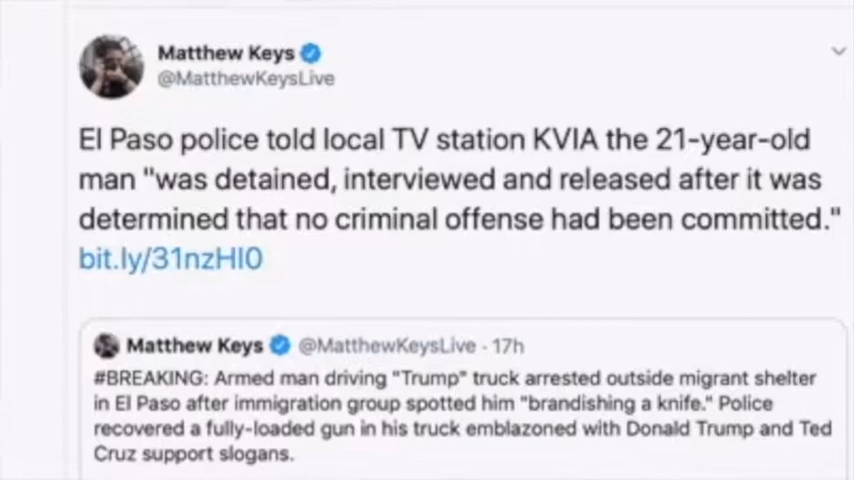 Matthew Keys
@MatthewKeysLive
El Paso police told local TV station KVIA the 21-year-old
man "was detained, interviewed and released after it was
determined that no criminal offense had been committed."
bit.ly/31nzHI0
Matthew Keys @MatthewKeysLive · 17h
#BREAKING: Armed man driving "Trump" truck arrested outside migrant shelter
in El Paso after immigration group spotted him "brandishing a knife." Police
recovered a fully-loaded gun in his truck emblazoned with Donald Trump and Ted
Cruz support slogans.